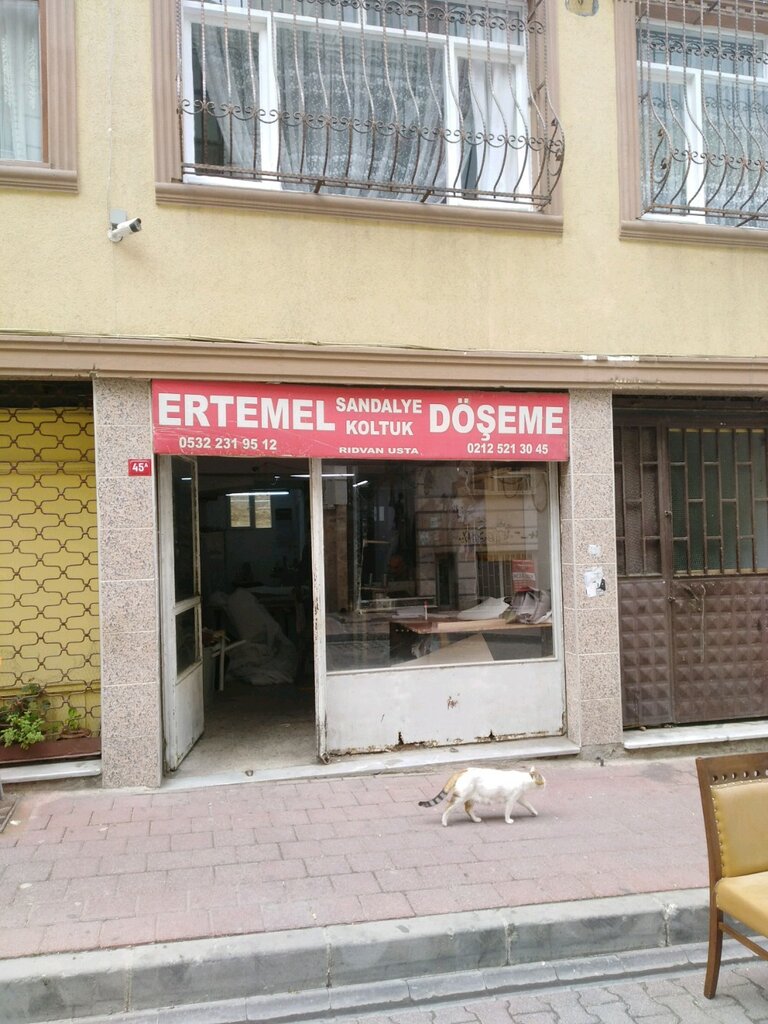 ERTEMEL SANDALYE KOLTUK DÖŞEME
0532 231 95 12 RIDVAN USTA 0212 521 30 45
45A